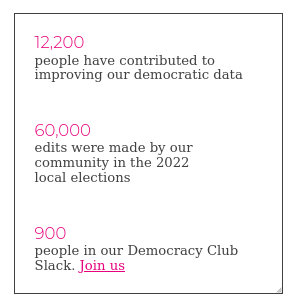 12,200
people have contributed to
improving our democratic data
60,000
edits were made by our
community in the 2022
local elections
900
people in our Democracy Club
Slack. Join us